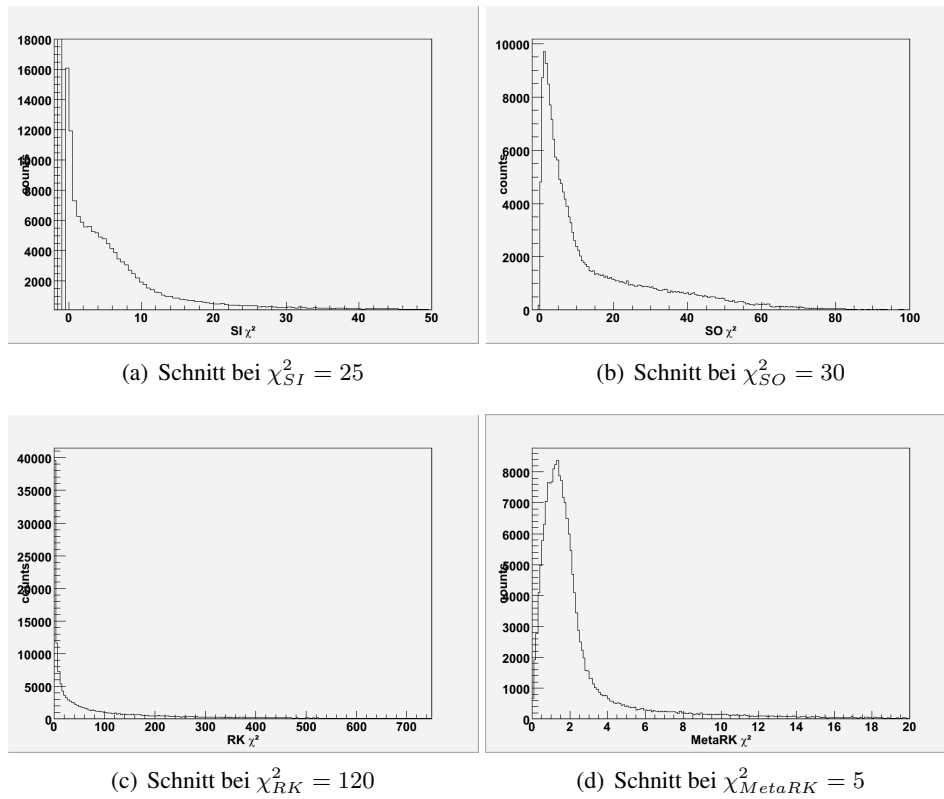 18000
16000
14000
12000
10000
8000
6000
4000
2000
counts
0 10 20 30 40 50
SI χ²
(a) Schnitt bei χ²_SI = 25
10000
8000
6000
4000
2000
0
counts
0 20 40 60 80 100
SO χ²
(b) Schnitt bei χ²_SO = 30
40000
35000
30000
25000
20000
15000
10000
5000
0
counts
0 100 200 300 400 500 600 700
RK χ²
(c) Schnitt bei χ²_RK = 120
8000
7000
6000
5000
4000
3000
2000
1000
0
counts
0 2 4 6 8 10 12 14 16 18 20
MetaRK χ²
(d) Schnitt bei χ²_MetaRK = 5